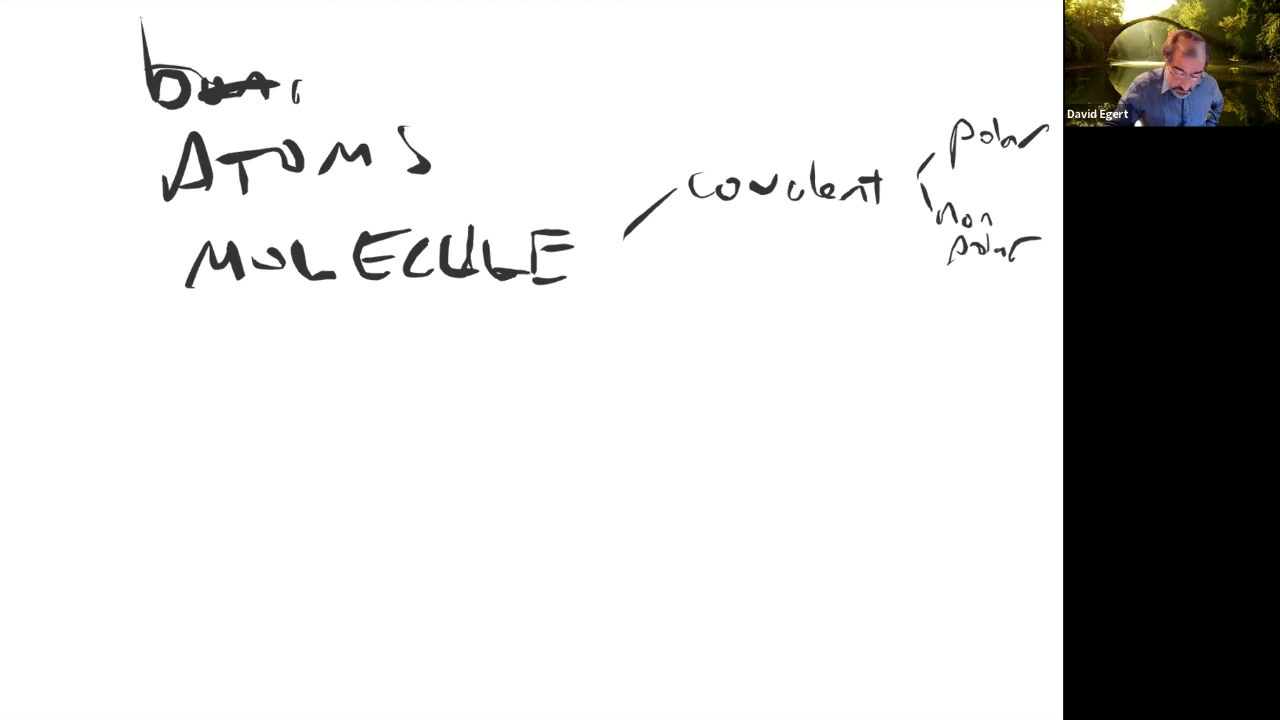 ATOMS
MOLECULE
covalent
polar
non
polar
David Egert